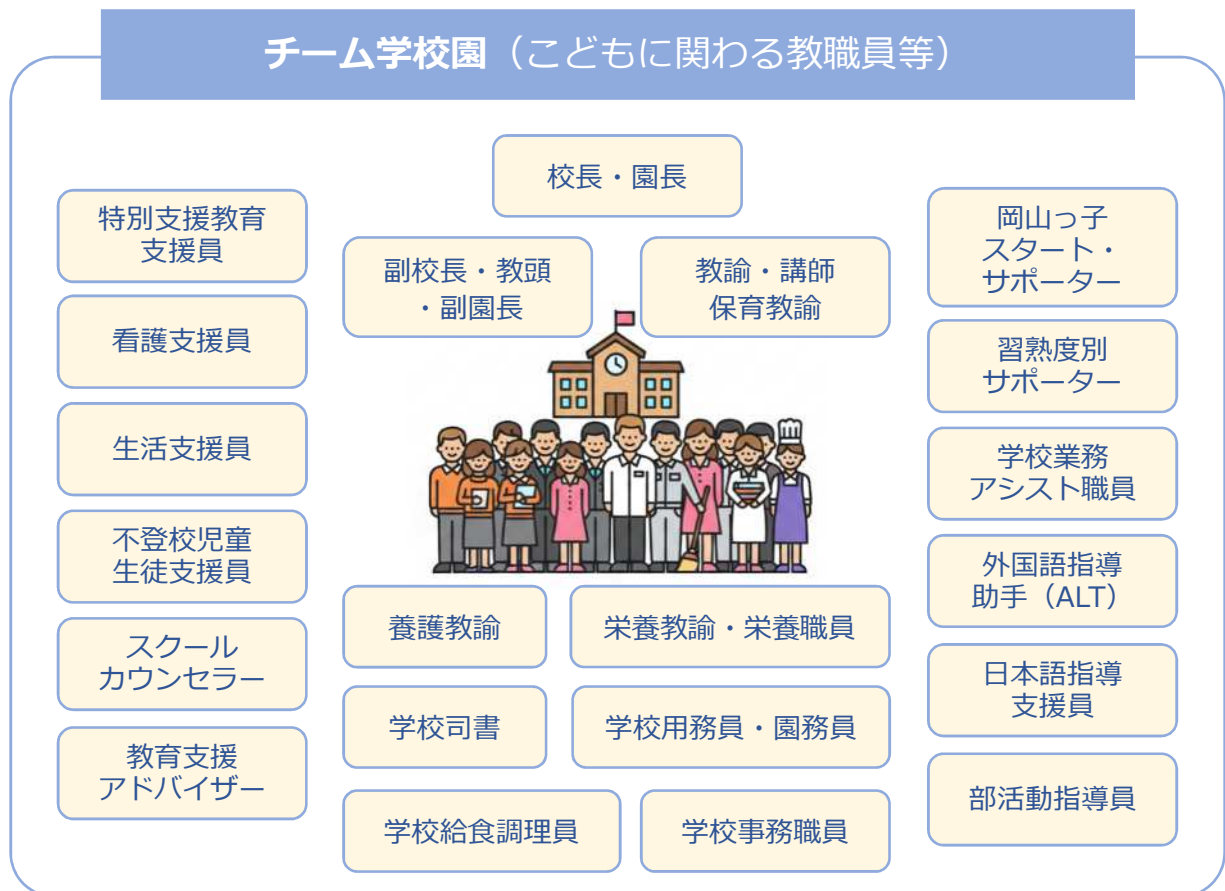 チーム学校園（こどもに関わる教職員等）
校長・園長
副校長・教頭
・副園長
教諭・講師
保育教諭
特別支援教育
支援員
看護支援員
生活支援員
不登校児童
生徒支援員
スクール
カウンセラー
教育支援
アドバイザー
養護教諭
栄養教諭・栄養職員
学校司書
学校用務員・園務員
学校給食調理員
学校事務職員
岡山っ子
スタート・
サポーター
習熟度別
サポーター
学校業務
アシスト職員
外国語指導
助手（ALT）
日本語指導
支援員
部活動指導員